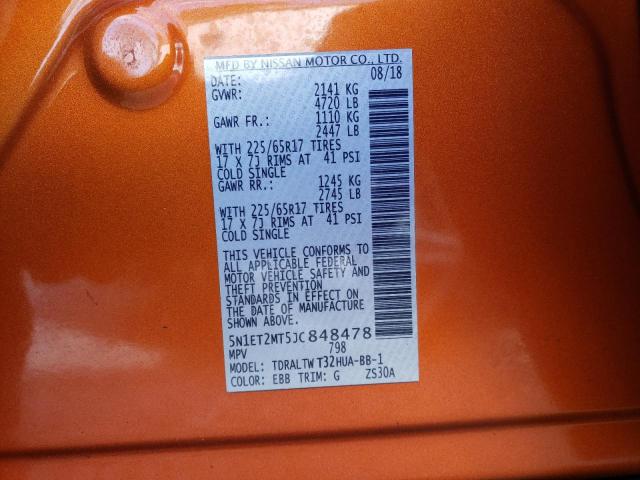 MFD BY NISSAN MOTOR CO., LTD.
DATE: 08/18
GVWR: 2141 KG
4720 LB
GAWR FR.: 1110 KG
2447 LB
WITH 225/65R17 TIRES
17 X 7J RIMS AT 41 PSI
COLD SINGLE
GAWR RR.: 1245 KG
2745 LB
WITH 225/65R17 TIRES
17 X 7J RIMS AT 41 PSI
COLD SINGLE
THIS VEHICLE CONFORMS TO
ALL APPLICABLE FEDERAL
MOTOR VEHICLE SAFETY AND
THEFT PREVENTION
STANDARDS IN EFFECT ON
THE DATE OF MANUFACTURE
SHOWN ABOVE.
5N1ET2MT5JC848478
MPV 798
MODEL: TDRALTW T32HUA-BB-1
COLOR: EBB TRIM: G ZS30A